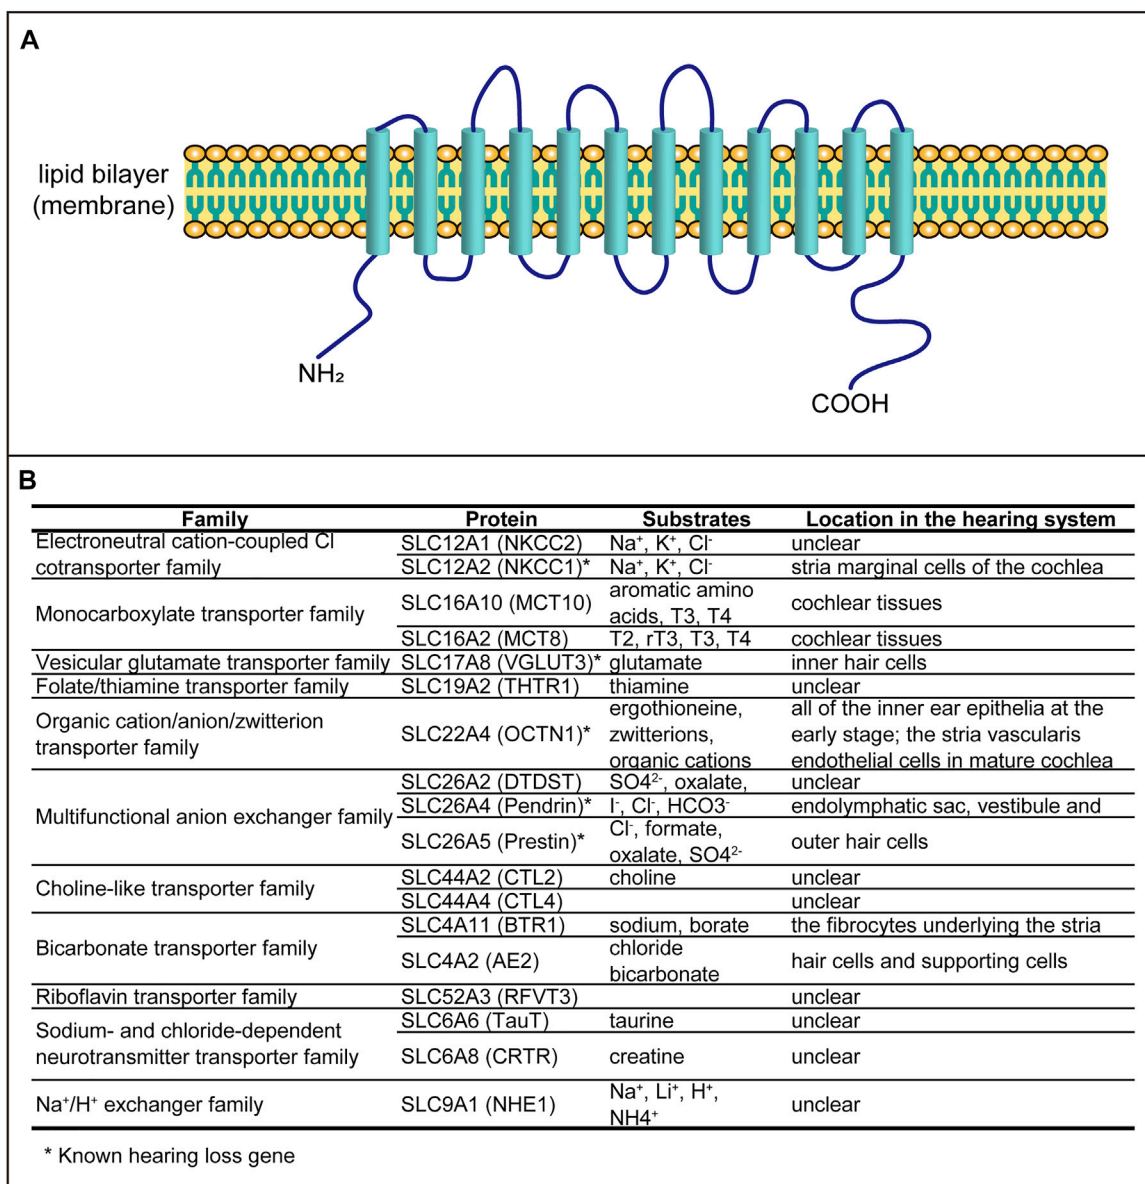 A
lipid bilayer
(membrane)
NH₂
COOH
B
Family Protein Substrates Location in the hearing system
Electroneutral cation-coupled Cl
cotransporter family
SLC12A1 (NKCC2) Na⁺, K⁺, Cl⁻ unclear
SLC12A2 (NKCC1)* Na⁺, K⁺, Cl⁻ stria marginal cells of the cochlea
Monocarboxylate transporter family
SLC16A10 (MCT10)
aromatic amino
acids, T3, T4
cochlear tissues
SLC16A2 (MCT8) T2, rT3, T3, T4 cochlear tissues
Vesicular glutamate transporter family SLC17A8 (VGLUT3)* glutamate inner hair cells
Folate/thiamine transporter family SLC19A2 (THTR1) thiamine unclear
Organic cation/anion/zwitterion
transporter family
SLC22A4 (OCTN1)*
ergothioneine,
zwitterions,
organic cations
all of the inner ear epithelia at the
early stage; the stria vascularis
endothelial cells in mature cochlea
Multifunctional anion exchanger family
SLC26A2 (DTDST) SO4²⁻, oxalate, unclear
SLC26A4 (Pendrin)* I⁻, Cl⁻, HCO3⁻ endolymphatic sac, vestibule and
SLC26A5 (Prestin)*
Cl⁻, formate,
oxalate, SO4²⁻
outer hair cells
Choline-like transporter family
SLC44A2 (CTL2) choline unclear
SLC44A4 (CTL4) unclear
Bicarbonate transporter family
SLC4A11 (BTR1) sodium, borate the fibrocytes underlying the stria
SLC4A2 (AE2)
chloride
bicarbonate
hair cells and supporting cells
Riboflavin transporter family SLC52A3 (RFVT3) unclear
Sodium- and chloride-dependent
neurotransmitter transporter family
SLC6A6 (TauT) taurine unclear
SLC6A8 (CRTR) creatine unclear
Na⁺/H⁺ exchanger family SLC9A1 (NHE1)
Na⁺, Li⁺, H⁺,
NH4⁺
unclear
* Known hearing loss gene